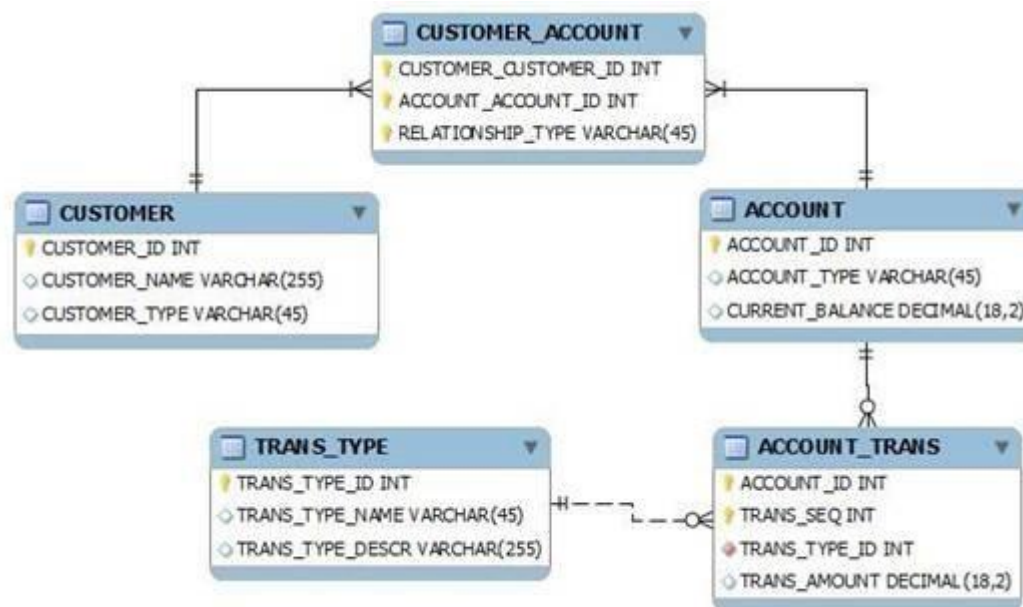 CUSTOMER_ACCOUNT
CUSTOMER_CUSTOMER_ID INT
ACCOUNT_ACCOUNT_ID INT
RELATIONSHIP_TYPE VARCHAR(45)
CUSTOMER
CUSTOMER_ID INT
CUSTOMER_NAME VARCHAR(255)
CUSTOMER_TYPE VARCHAR(45)
ACCOUNT
ACCOUNT_ID INT
ACCOUNT_TYPE VARCHAR(45)
CURRENT_BALANCE DECIMAL(18,2)
TRANS_TYPE
TRANS_TYPE_ID INT
TRANS_TYPE_NAME VARCHAR(45)
TRANS_TYPE_DESCR VARCHAR(255)
ACCOUNT_TRANS
ACCOUNT_ID INT
TRANS_SEQ INT
TRANS_TYPE_ID INT
TRANS_AMOUNT DECIMAL(18,2)